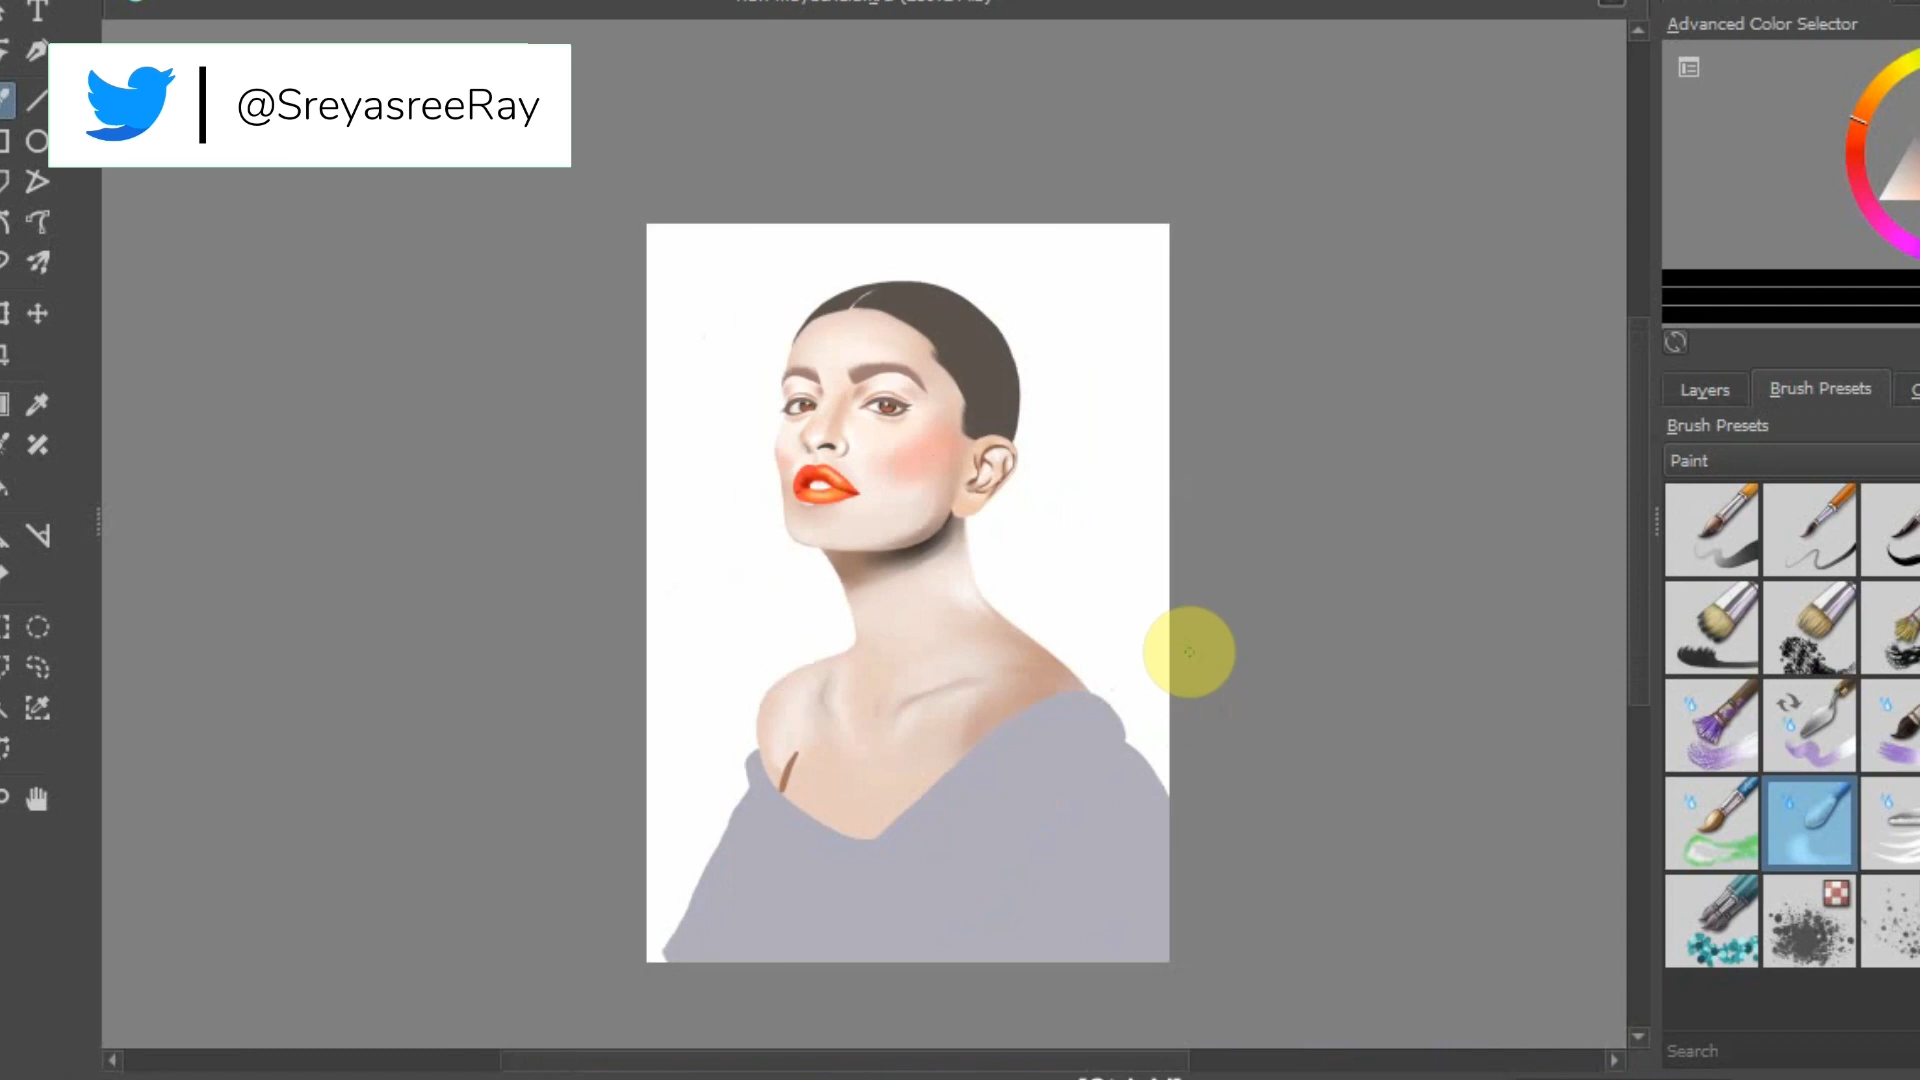 @SreyasreeRay
Advanced Color Selector
Layers
Brush Presets
Brush Presets
Paint
Search